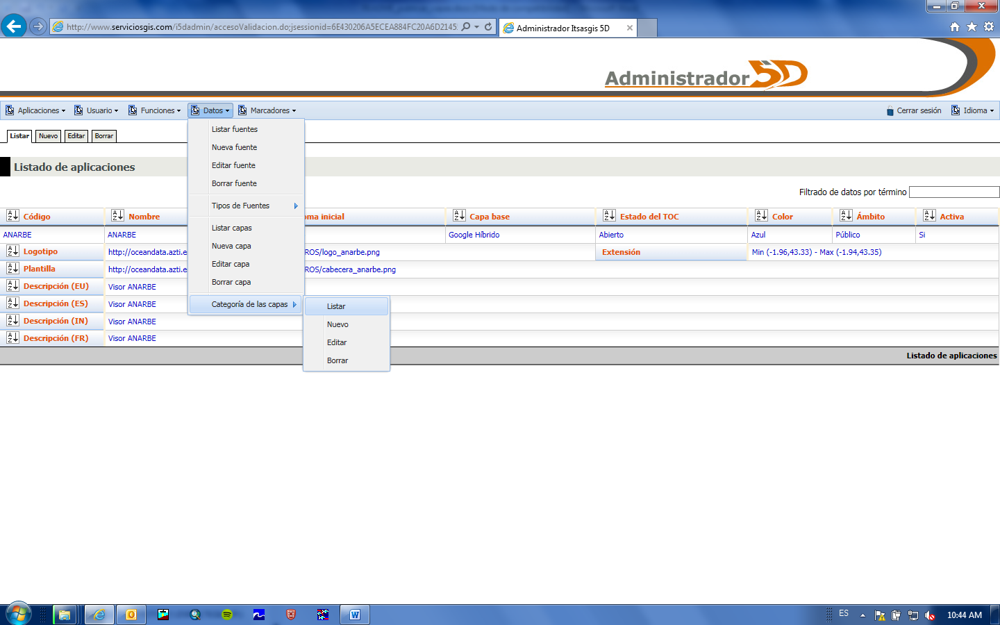 http://www.serviciosgis.com/i5dadmin/accesoValidacion.do;jsessionid=6E430206A5ECEA884FC20A6D2145
Administrador Itsasgis 5D
Administrador 5D
Aplicaciones Usuario Funciones Datos Marcadores Cerrar sesión Idioma
Listar fuentes
Listar Nuevo Editar Borrar
Nueva fuente
Editar fuente
Listado de aplicaciones
Borrar fuente
Filtrado de datos por término
Tipos de Fuentes
Código Nombre oma inicial Capa base Estado del TOC Color Ámbito Activa
Listar capas
ANARBE ANARBE Google Híbrido Abierto Azul Público Si
Nueva capa
Logotipo http://oceandata.azti.e ROS/logo_anarbe.png Extensión Min (-1.96,43.33) - Max (-1.94,43.35)
Editar capa
Plantilla http://oceandata.azti.e ROS/cabecera_anarbe.png
Borrar capa
Descripción (EU) Visor ANARBE
Categoría de las capas
Descripción (ES) Visor ANARBE
Listar
Descripción (IN) Visor ANARBE
Nuevo
Descripción (FR) Visor ANARBE
Editar
Borrar
Listado de aplicaciones
ES 10:44 AM